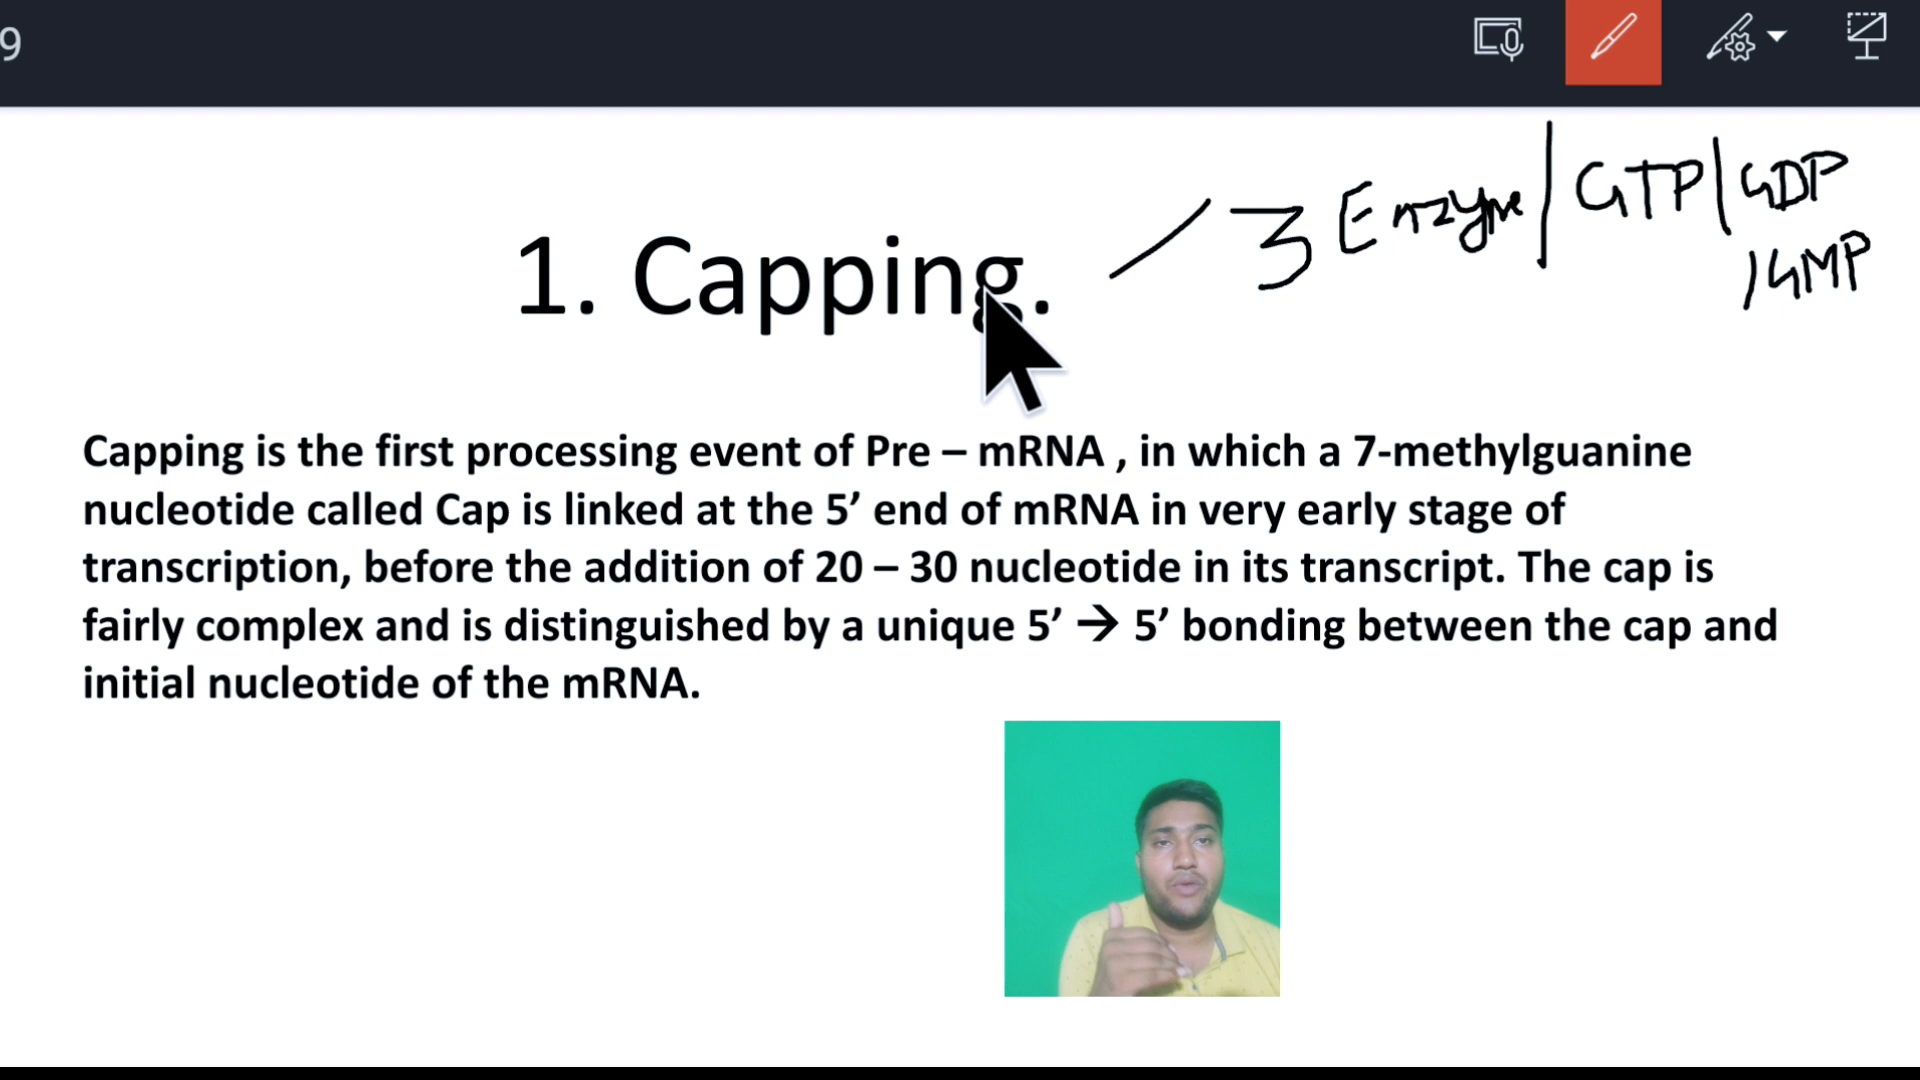 9
3 Enzyme | GTP | GDP
| GMP
1. Capping.
Capping is the first processing event of Pre – mRNA , in which a 7-methylguanine
nucleotide called Cap is linked at the 5’ end of mRNA in very early stage of
transcription, before the addition of 20 – 30 nucleotide in its transcript. The cap is
fairly complex and is distinguished by a unique 5’ → 5’ bonding between the cap and
initial nucleotide of the mRNA.